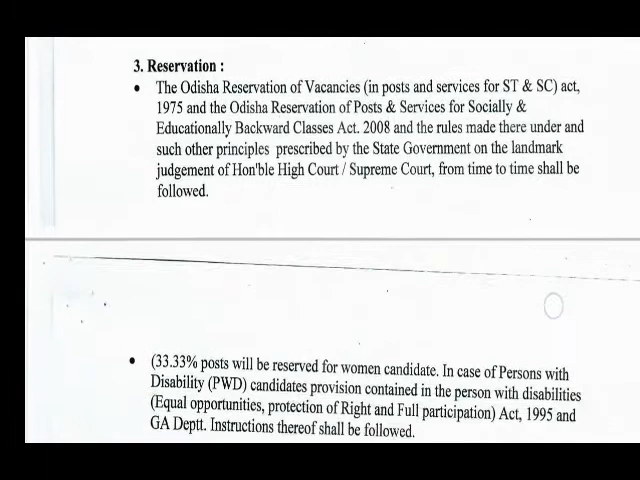 3. Reservation :
• The Odisha Reservation of Vacancies (in posts and services for ST & SC) act,
1975 and the Odisha Reservation of Posts & Services for Socially &
Educationally Backward Classes Act. 2008 and the rules made there under and
such other principles prescribed by the State Government on the landmark
judgement of Hon'ble High Court / Supreme Court, from time to time shall be
followed.
• (33.33% posts will be reserved for women candidate. In case of Persons with
Disability (PWD) candidates provision contained in the person with disabilities
(Equal opportunities, protection of Right and Full participation) Act, 1995 and
GA Deptt. Instructions thereof shall be followed.